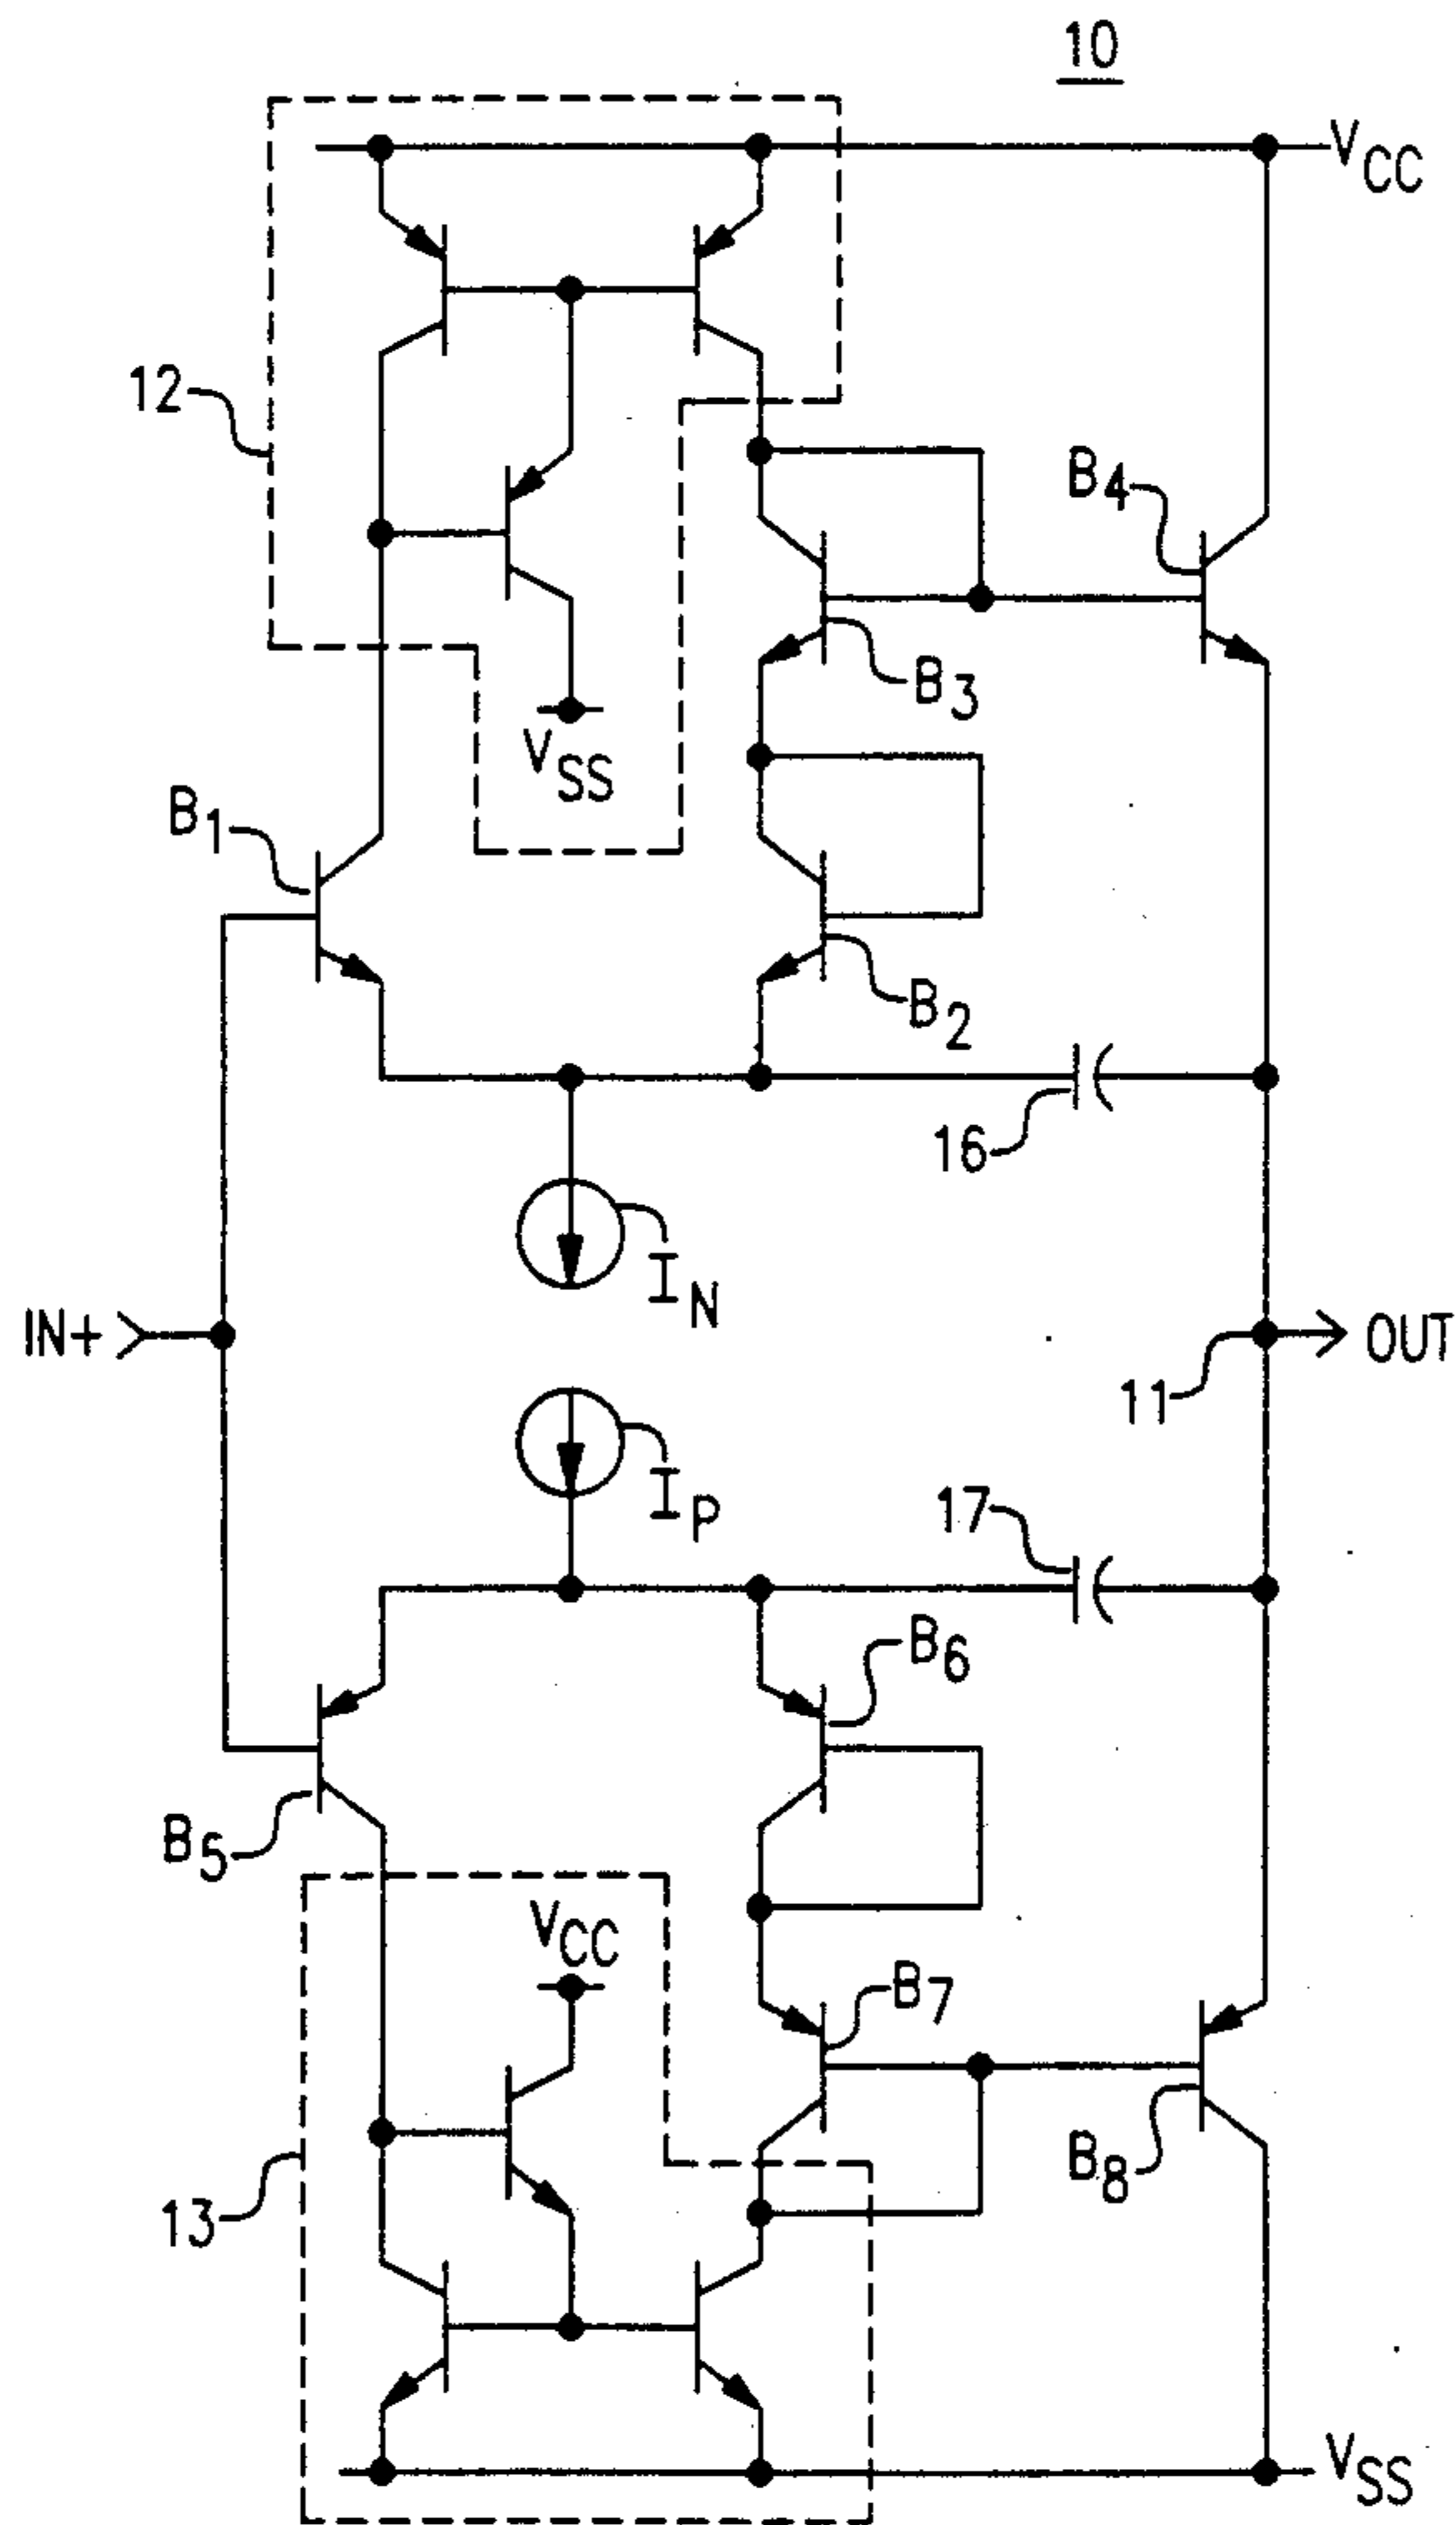 10
VCC
12
B4
B3
VSS
B1
B2
16
IN
IN+
OUT
11
IP
17
B6
B5
VCC
B7
B8
13
VSS